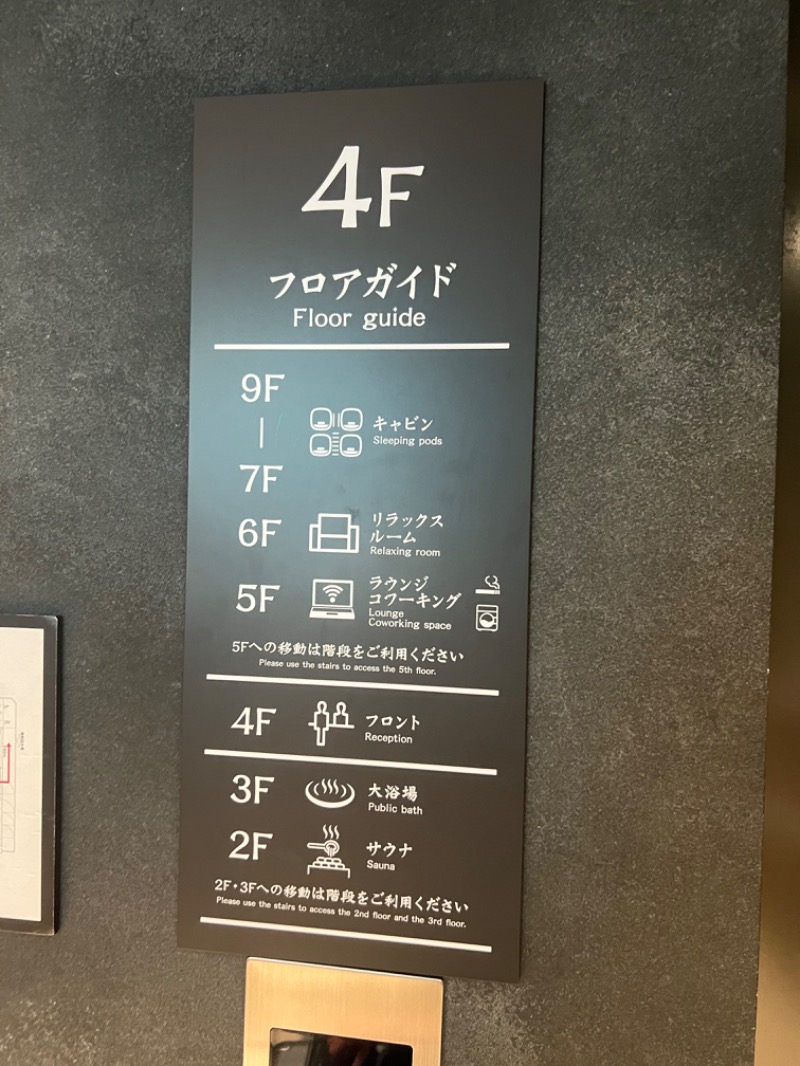 4F
フロアガイド
Floor guide
9F
|
7F
キャビン
Sleeping pods
6F
リラックス
ルーム
Relaxing room
5F
ラウンジ
コワーキング
Lounge
Coworking space
5Fへの移動は階段をご利用ください
Please use the stairs to access the 5th floor.
4F
フロント
Reception
3F
大浴場
Public bath
2F
サウナ
Sauna
2F・3Fへの移動は階段をご利用ください
Please use the stairs to access the 2nd floor and the 3rd floor.